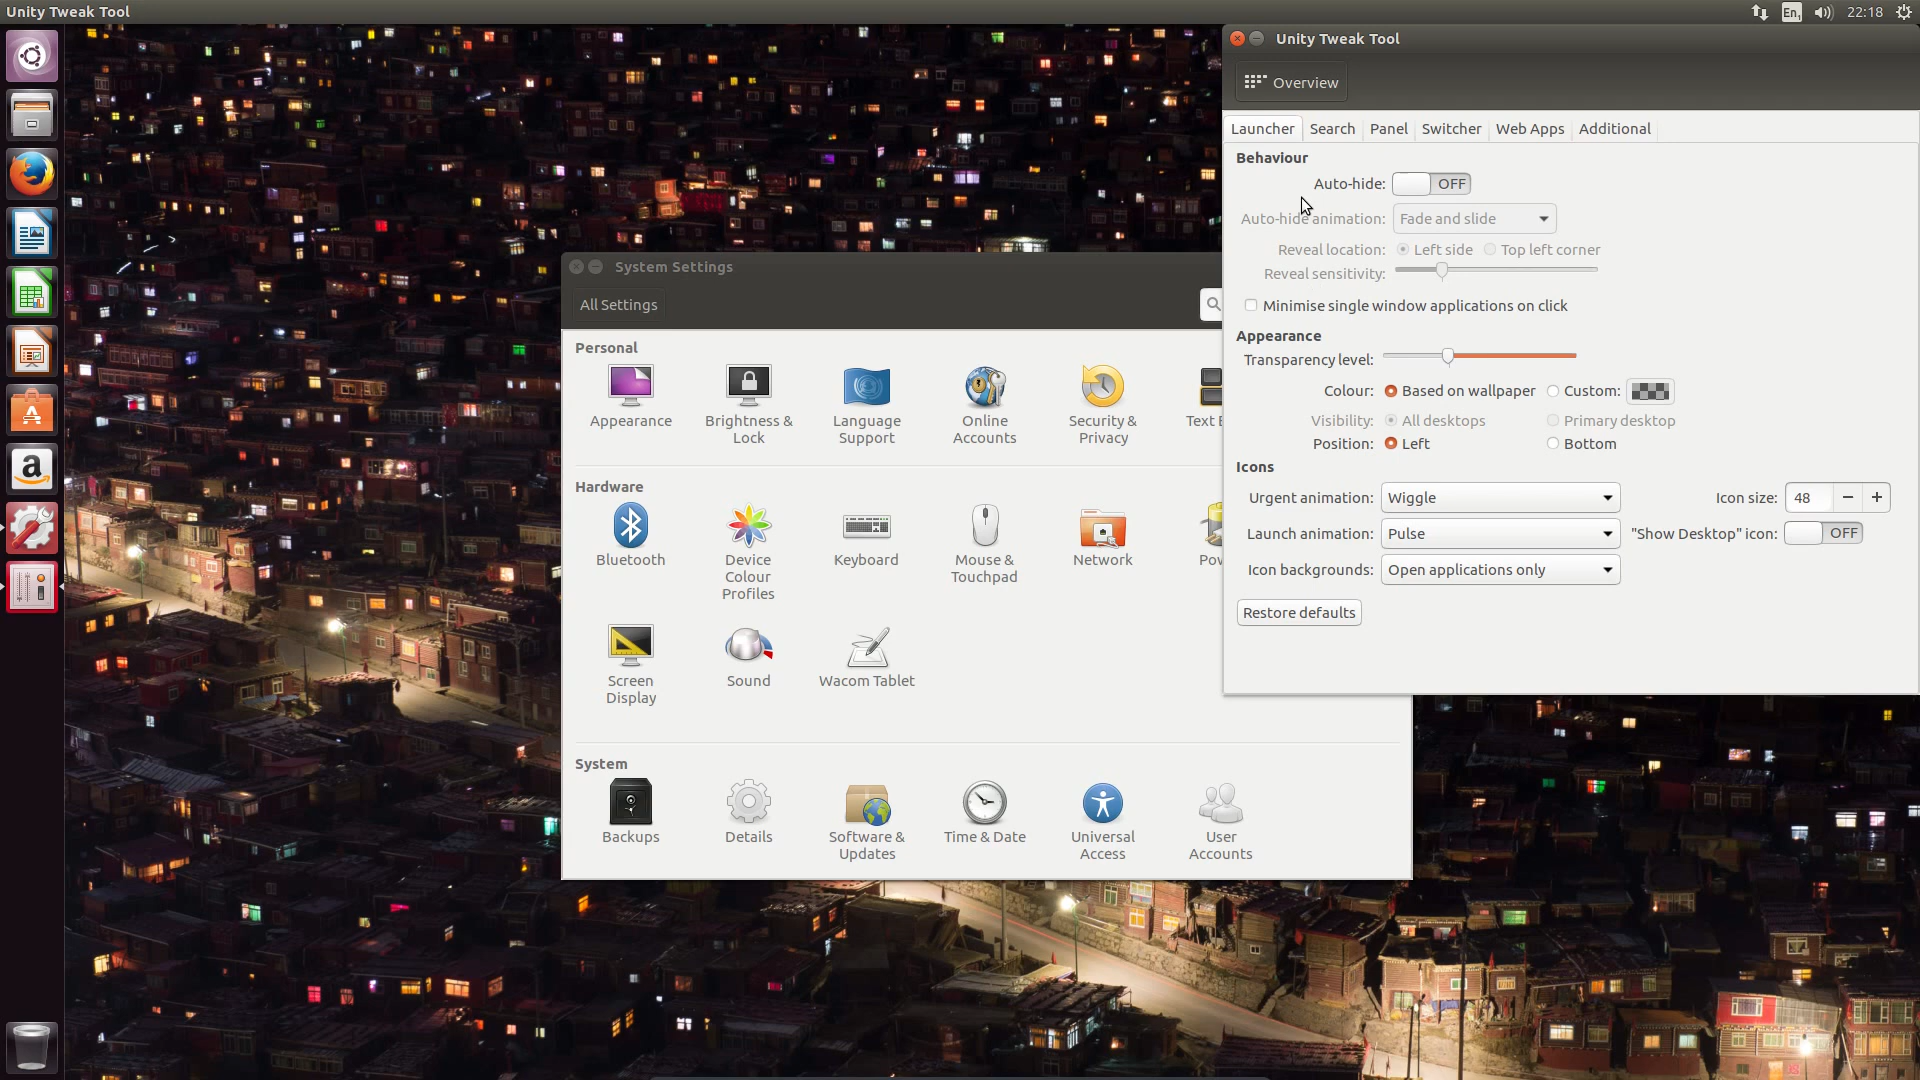 Unity Tweak Tool
En1
22:18
Unity Tweak Tool
Overview
Launcher Search Panel Switcher Web Apps Additional
Behaviour
Auto-hide: OFF
Auto-hide animation: Fade and slide
Reveal location: Left side Top left corner
Reveal sensitivity:
Minimise single window applications on click
Appearance
Transparency level:
Colour: Based on wallpaper Custom:
Visibility: All desktops Primary desktop
Position: Left Bottom
Icons
Urgent animation: Wiggle Icon size: 48
Launch animation: Pulse "Show Desktop" icon: OFF
Icon backgrounds: Open applications only
Restore defaults
System Settings
All Settings
Personal
Appearance
Brightness &
Lock
Language
Support
Online
Accounts
Security &
Privacy
Text
Hardware
Bluetooth
Device
Colour
Profiles
Keyboard
Mouse &
Touchpad
Network
Screen
Display
Sound
Wacom Tablet
System
Backups
Details
Software &
Updates
Time & Date
Universal
Access
User
Accounts